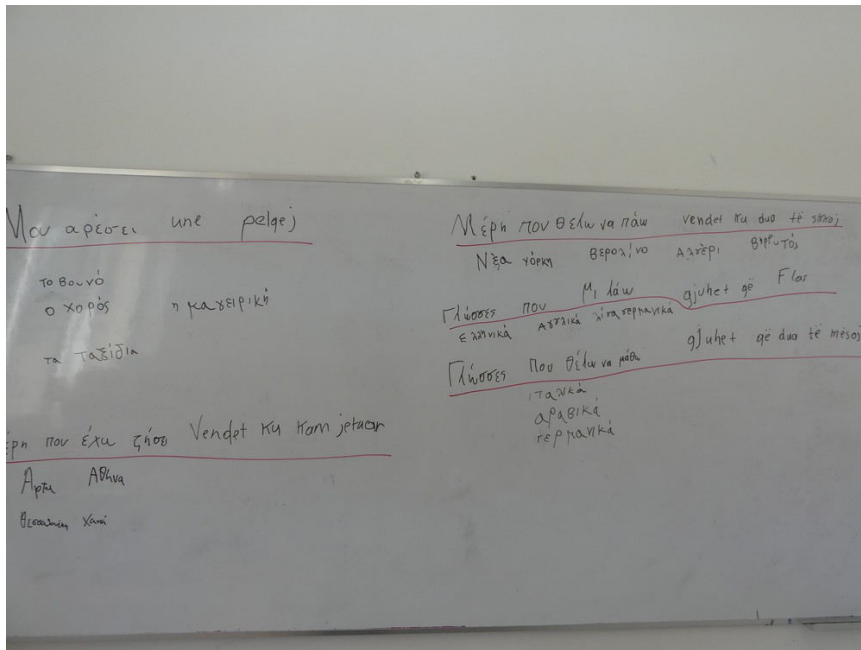 Μου αρέσει une pelqej
το βουνό
ο χορός η μαγειρική
τα ταξίδια
έρη που έχω ζήσει Vendet ku kam jetuar
Άρτα Αθήνα
Θεσσαλονίκη Χανιά
Μέρη που θέλω να πάω vendet ku dua të shkoj
Νέα Υόρκη Βερολίνο Αλγέρι Βηρυτός
Γλώσσες που μιλάω gjuhet që Flas
ελληνικά Αγγλικά λίγα γερμανικά
Γλώσσες που θέλω να μάθω gjuhet që dua të mesoj
ιταλικά
αραβικά
γερμανικά